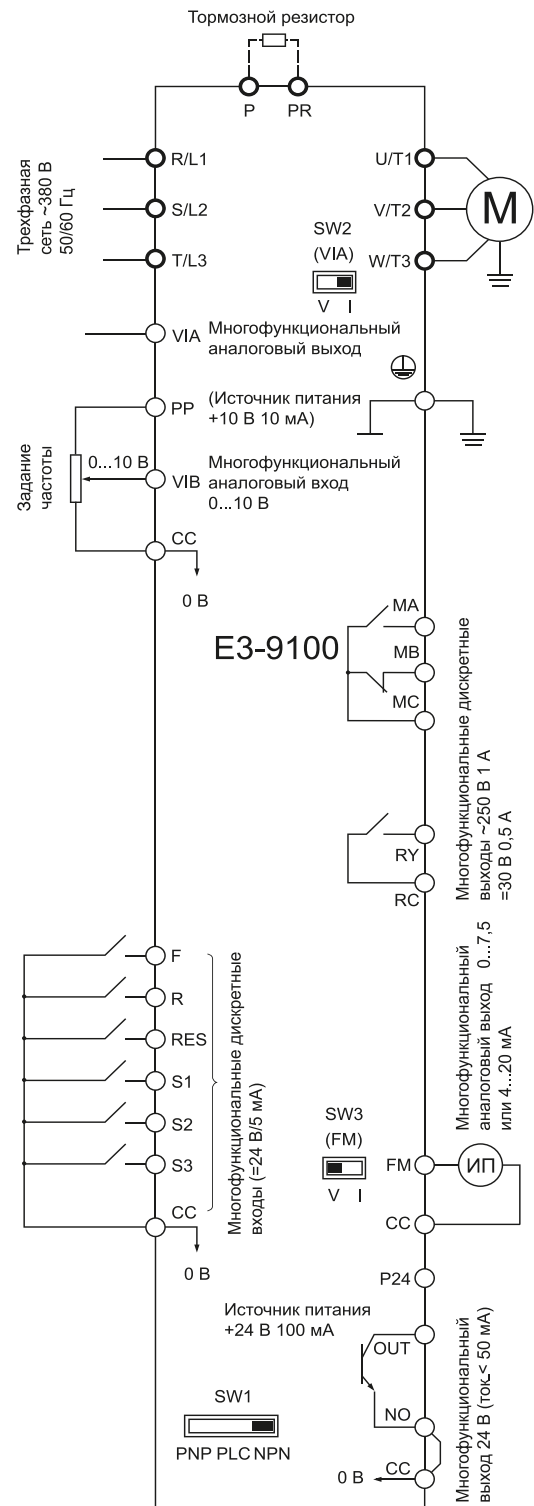 Тормозной резистор
P
PR
Трехфазная
сеть ~380 В
50/60 Гц
R/L1
S/L2
T/L3
U/T1
V/T2
W/T3
M
SW2
(VIA)
V I
VIA
Многофункциональный
аналоговый выход
PP
(Источник питания
+10 В 10 мА)
Задание
частоты
0...10 В
VIB
Многофункциональный
аналоговый вход
0...10 В
CC
0 В
E3-9100
MA
MB
MC
RY
RC
Многофункциональные дискретные
выходы ~250 В 1 А
=30 В 0,5 А
F
R
RES
S1
S2
S3
CC
0 В
Многофункциональные дискретные
входы (=24 В/5 мА)
Многофункциональный
аналоговый выход 0...7,5
или 4...20 мА
SW3
(FM)
V I
FM
ИП
CC
P24
Источник питания
+24 В 100 мА
OUT
NO
CC
0 В
Многофункциональный
выход 24 В (ток < 50 мА)
SW1
PNP PLC NPN